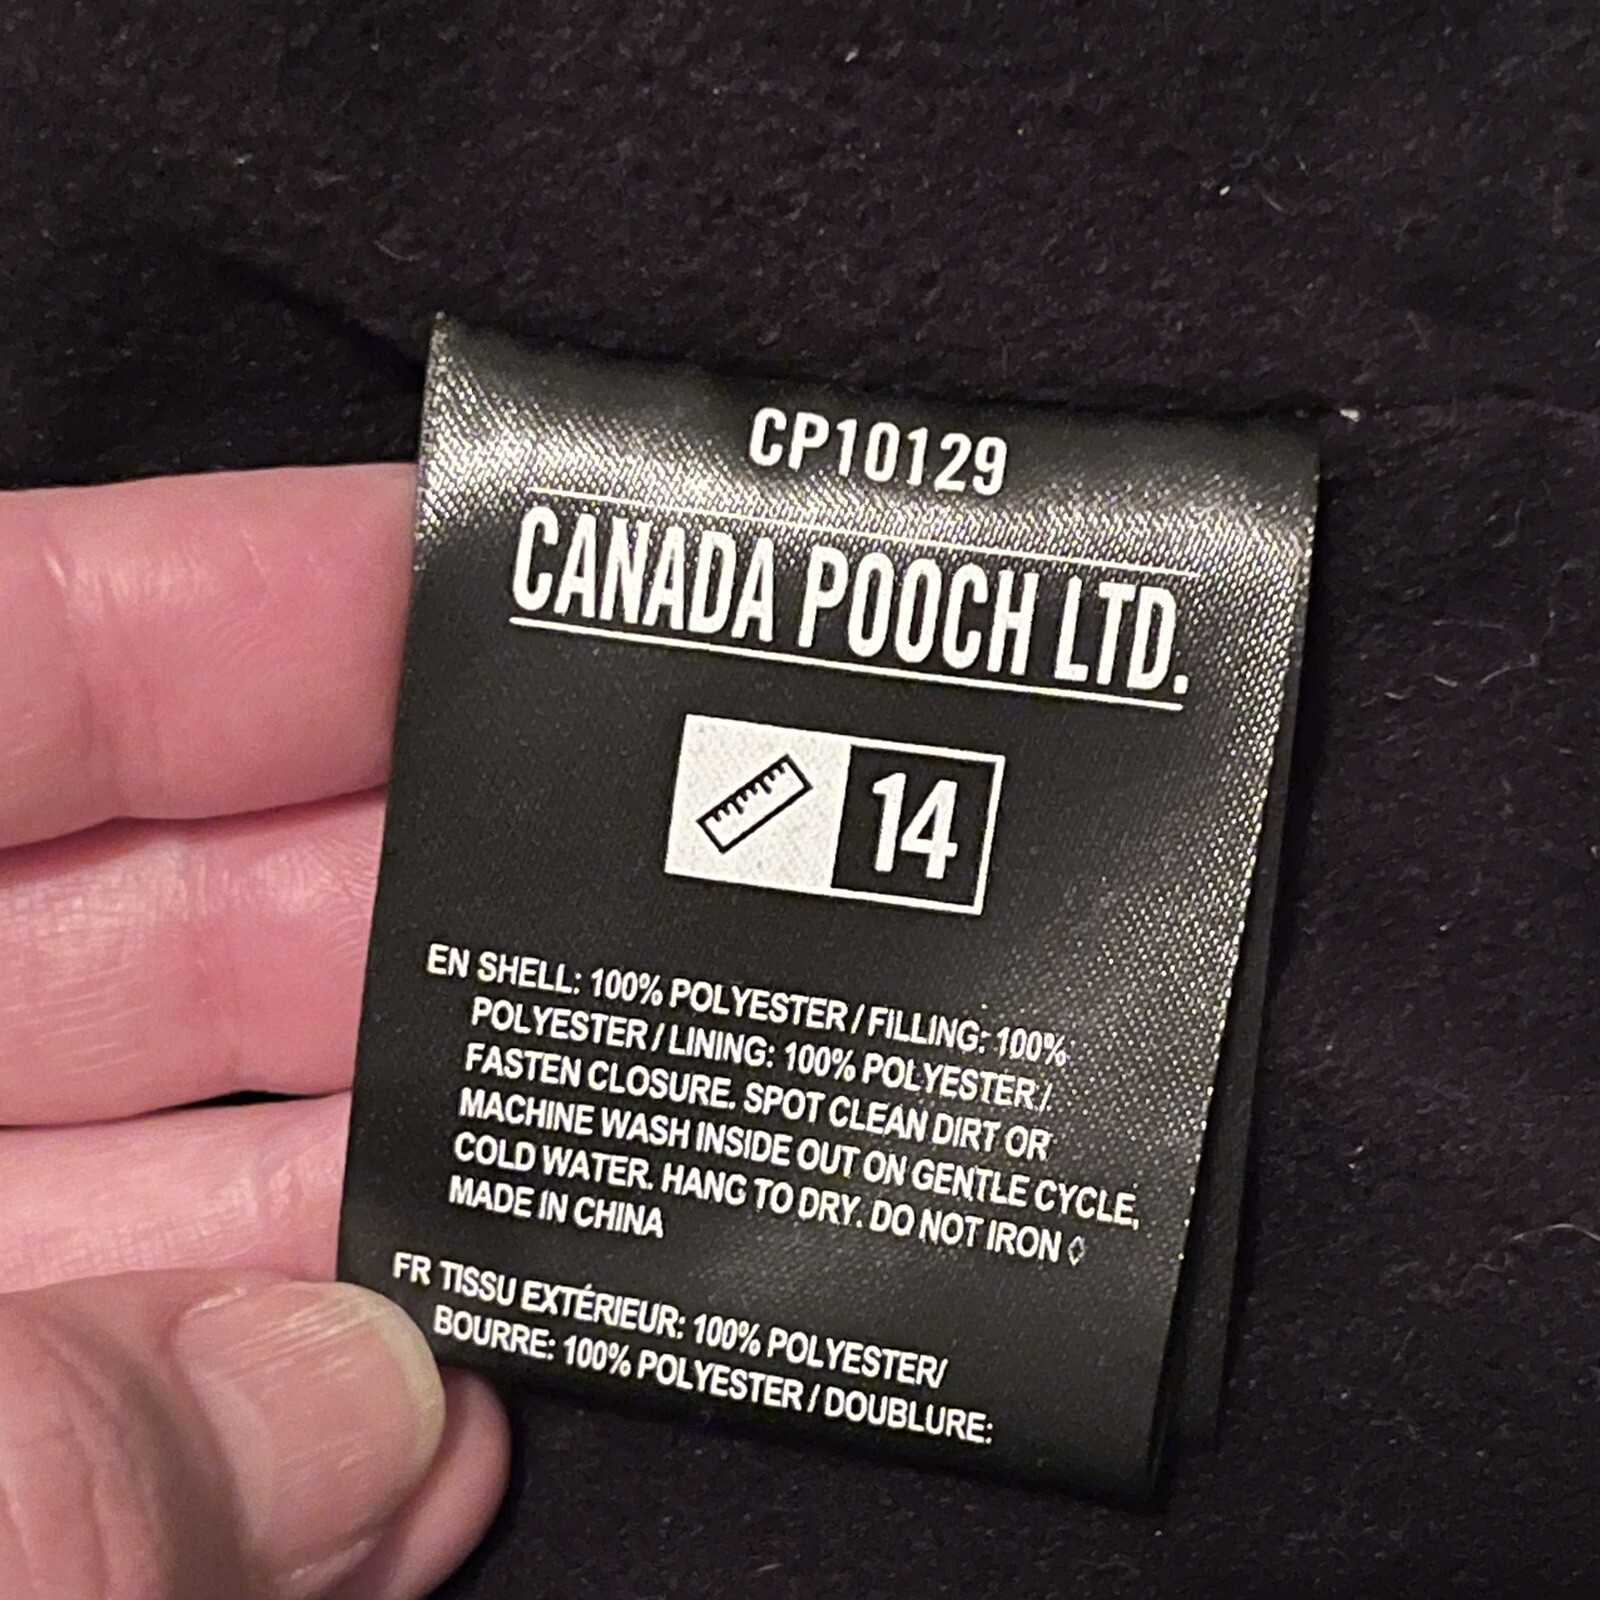 CP10129
CANADA POOCH LTD.
14
EN SHELL: 100% POLYESTER / FILLING: 100%
POLYESTER / LINING: 100% POLYESTER /
FASTEN CLOSURE. SPOT CLEAN DIRT OR
MACHINE WASH INSIDE OUT ON GENTLE CYCLE,
COLD WATER. HANG TO DRY. DO NOT IRON ◊
MADE IN CHINA
FR TISSU EXTÉRIEUR: 100% POLYESTER/
BOURRE: 100% POLYESTER / DOUBLURE: